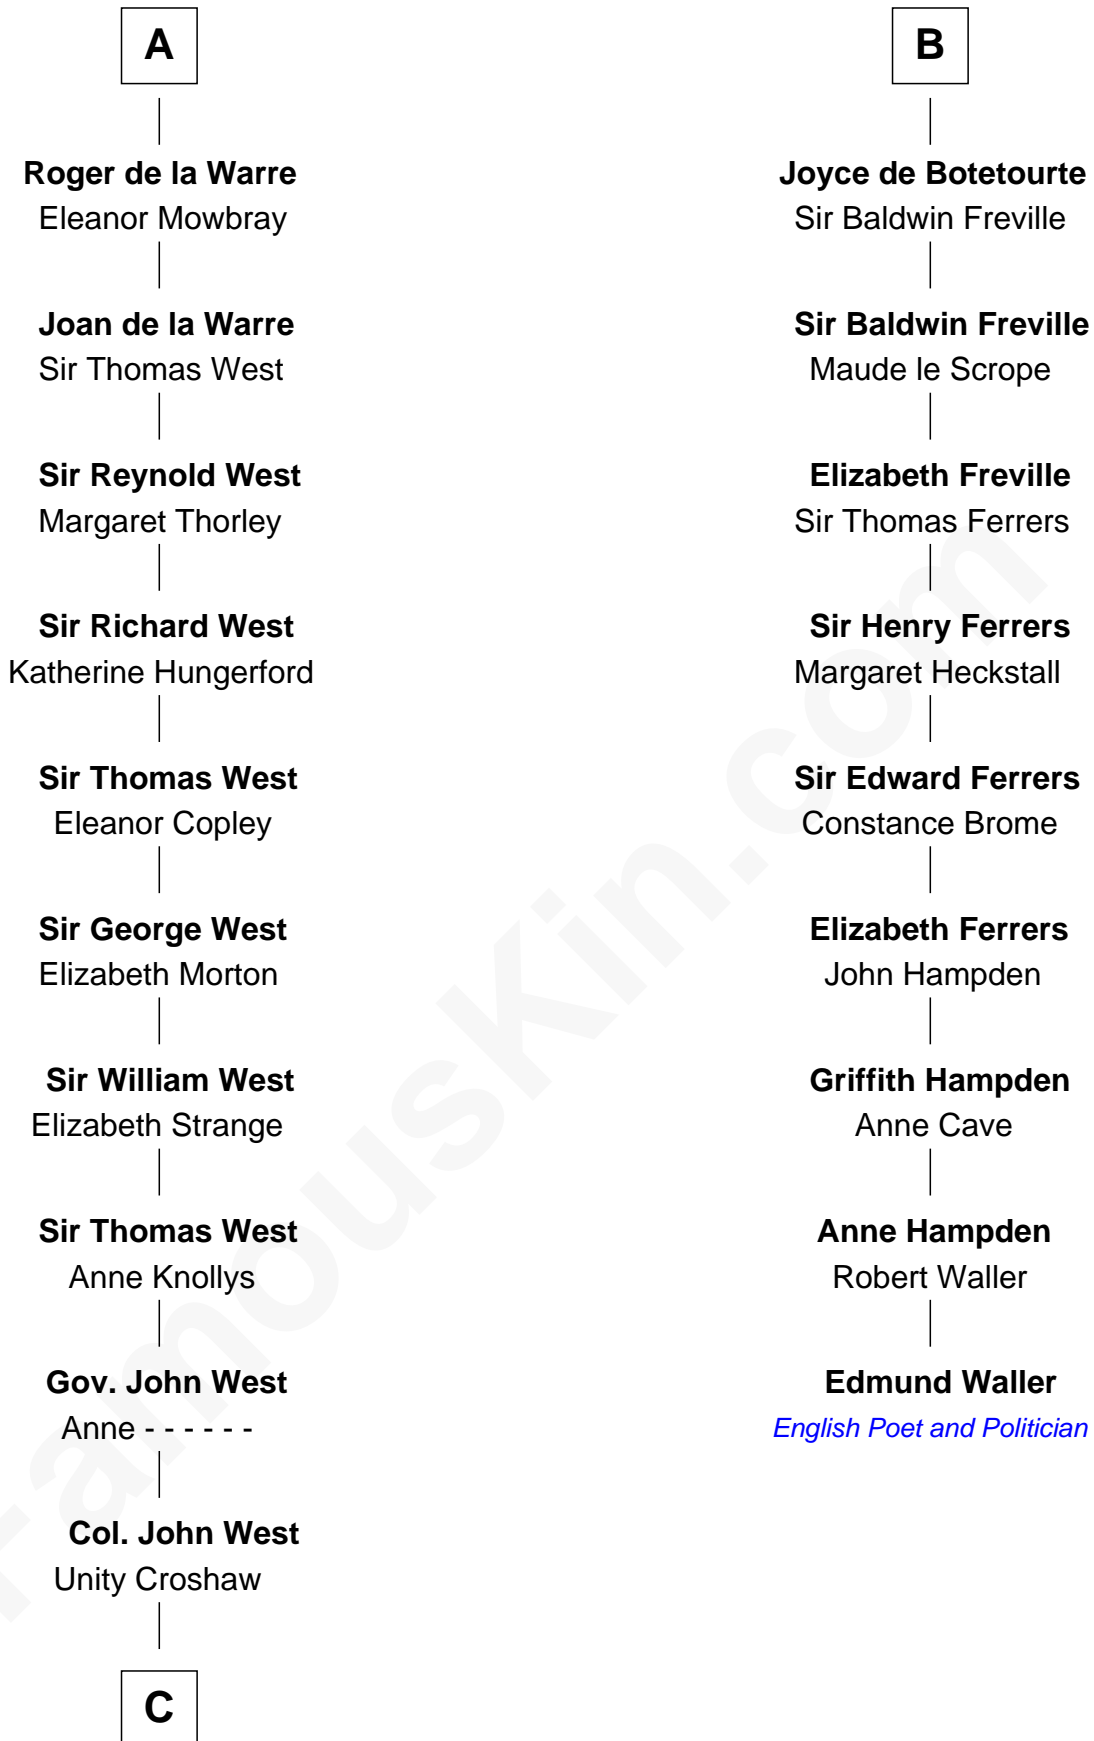 A
Roger de la Warre
Eleanor Mowbray
Joan de la Warre
Sir Thomas West
Sir Reynold West
Margaret Thorley
Sir Richard West
Katherine Hungerford
Sir Thomas West
Eleanor Copley
Sir George West
Elizabeth Morton
Sir William West
Elizabeth Strange
Sir Thomas West
Anne Knollys
Gov. John West
Anne - - - - - -
Col. John West
Unity Croshaw
C
B
Joyce de Botetourte
Sir Baldwin Freville
Sir Baldwin Freville
Maude le Scrope
Elizabeth Freville
Sir Thomas Ferrers
Sir Henry Ferrers
Margaret Heckstall
Sir Edward Ferrers
Constance Brome
Elizabeth Ferrers
John Hampden
Griffith Hampden
Anne Cave
Anne Hampden
Robert Waller
Edmund Waller
English Poet and Politician
FamousKin.com